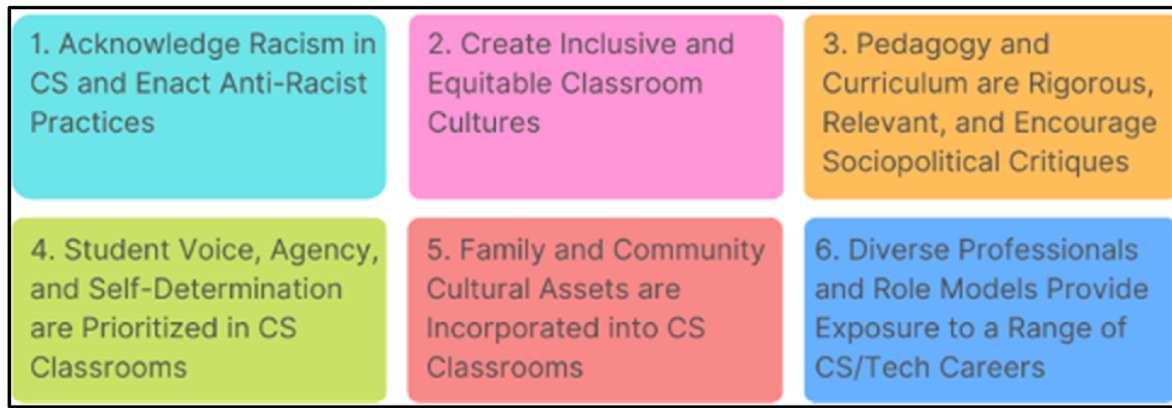 1. Acknowledge Racism in
CS and Enact Anti-Racist
Practices
2. Create Inclusive and
Equitable Classroom
Cultures
3. Pedagogy and
Curriculum are Rigorous,
Relevant, and Encourage
Sociopolitical Critiques
4. Student Voice, Agency,
and Self-Determination
are Prioritized in CS
Classrooms
5. Family and Community
Cultural Assets are
Incorporated into CS
Classrooms
6. Diverse Professionals
and Role Models Provide
Exposure to a Range of
CS/Tech Careers